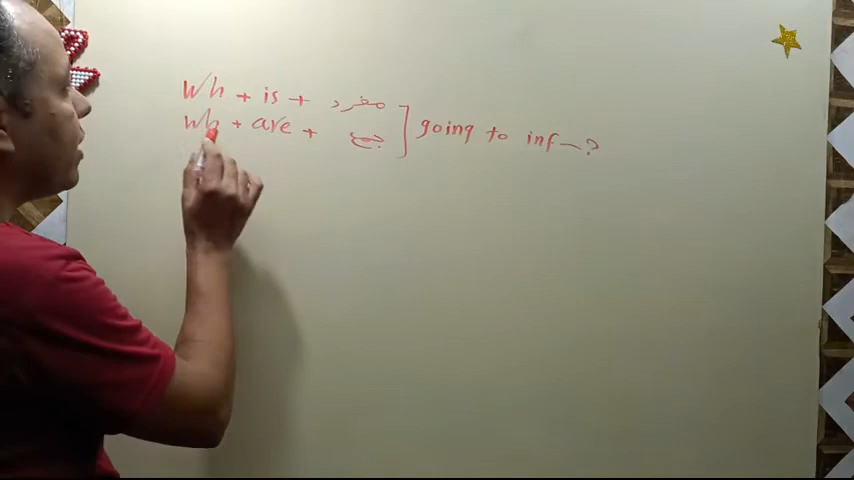 Wh + is + مفرد ] going to inf — ?
Wh + are + جمع